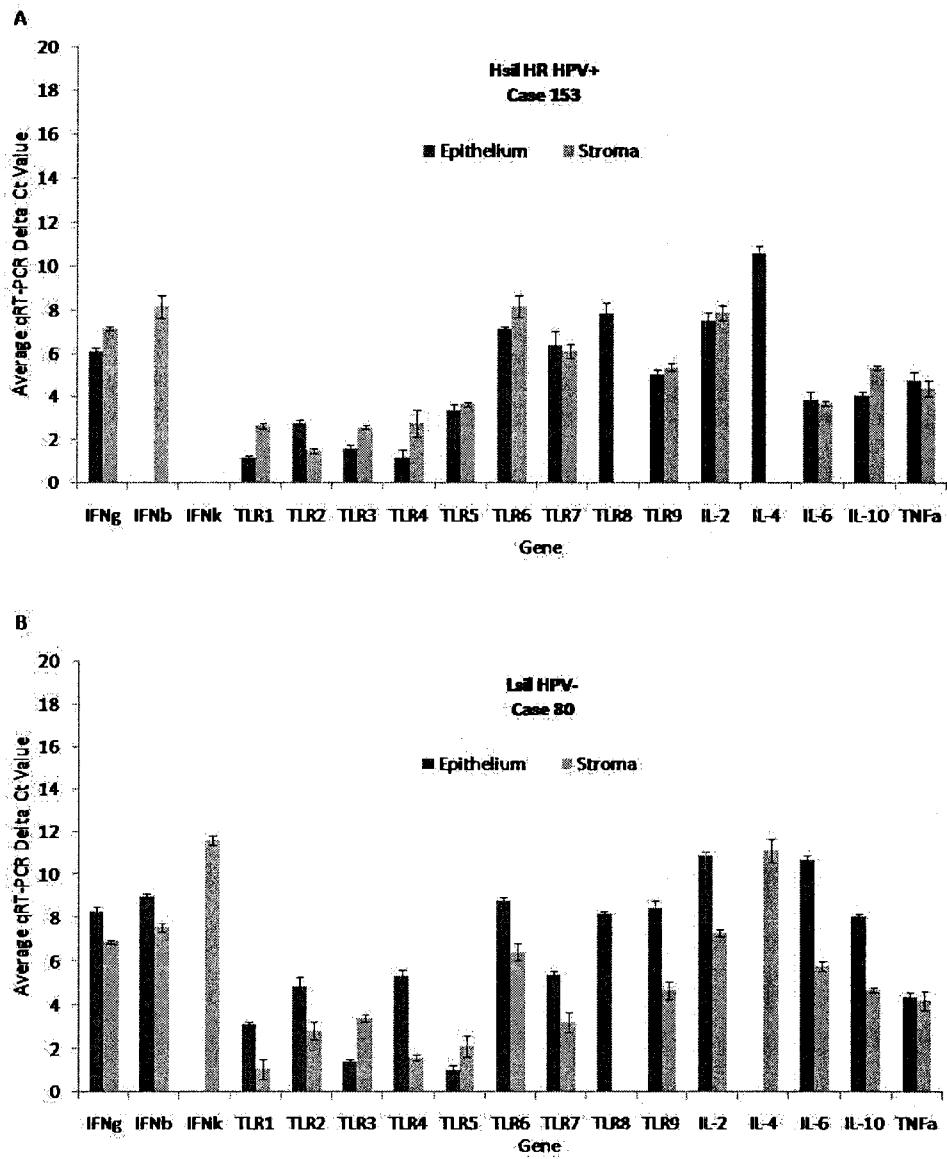 A
Average qRT-PCR Delta Ct Value
20
18
16
14
12
10
8
6
4
2
0
Hsil HR HPV+
Case 153
Epithelium Stroma
IFNg IFNb IFNk TLR1 TLR2 TLR3 TLR4 TLR5 TLR6 TLR7 TLR8 TLR9 IL-2 IL-4 IL-6 IL-10 TNFa
Gene
B
Average qRT-PCR Delta Ct Value
20
18
16
14
12
10
8
6
4
2
0
Lsil HPV-
Case 80
Epithelium Stroma
IFNg IFNb IFNk TLR1 TLR2 TLR3 TLR4 TLR5 TLR6 TLR7 TLR8 TLR9 IL-2 IL-4 IL-6 IL-10 TNFa
Gene